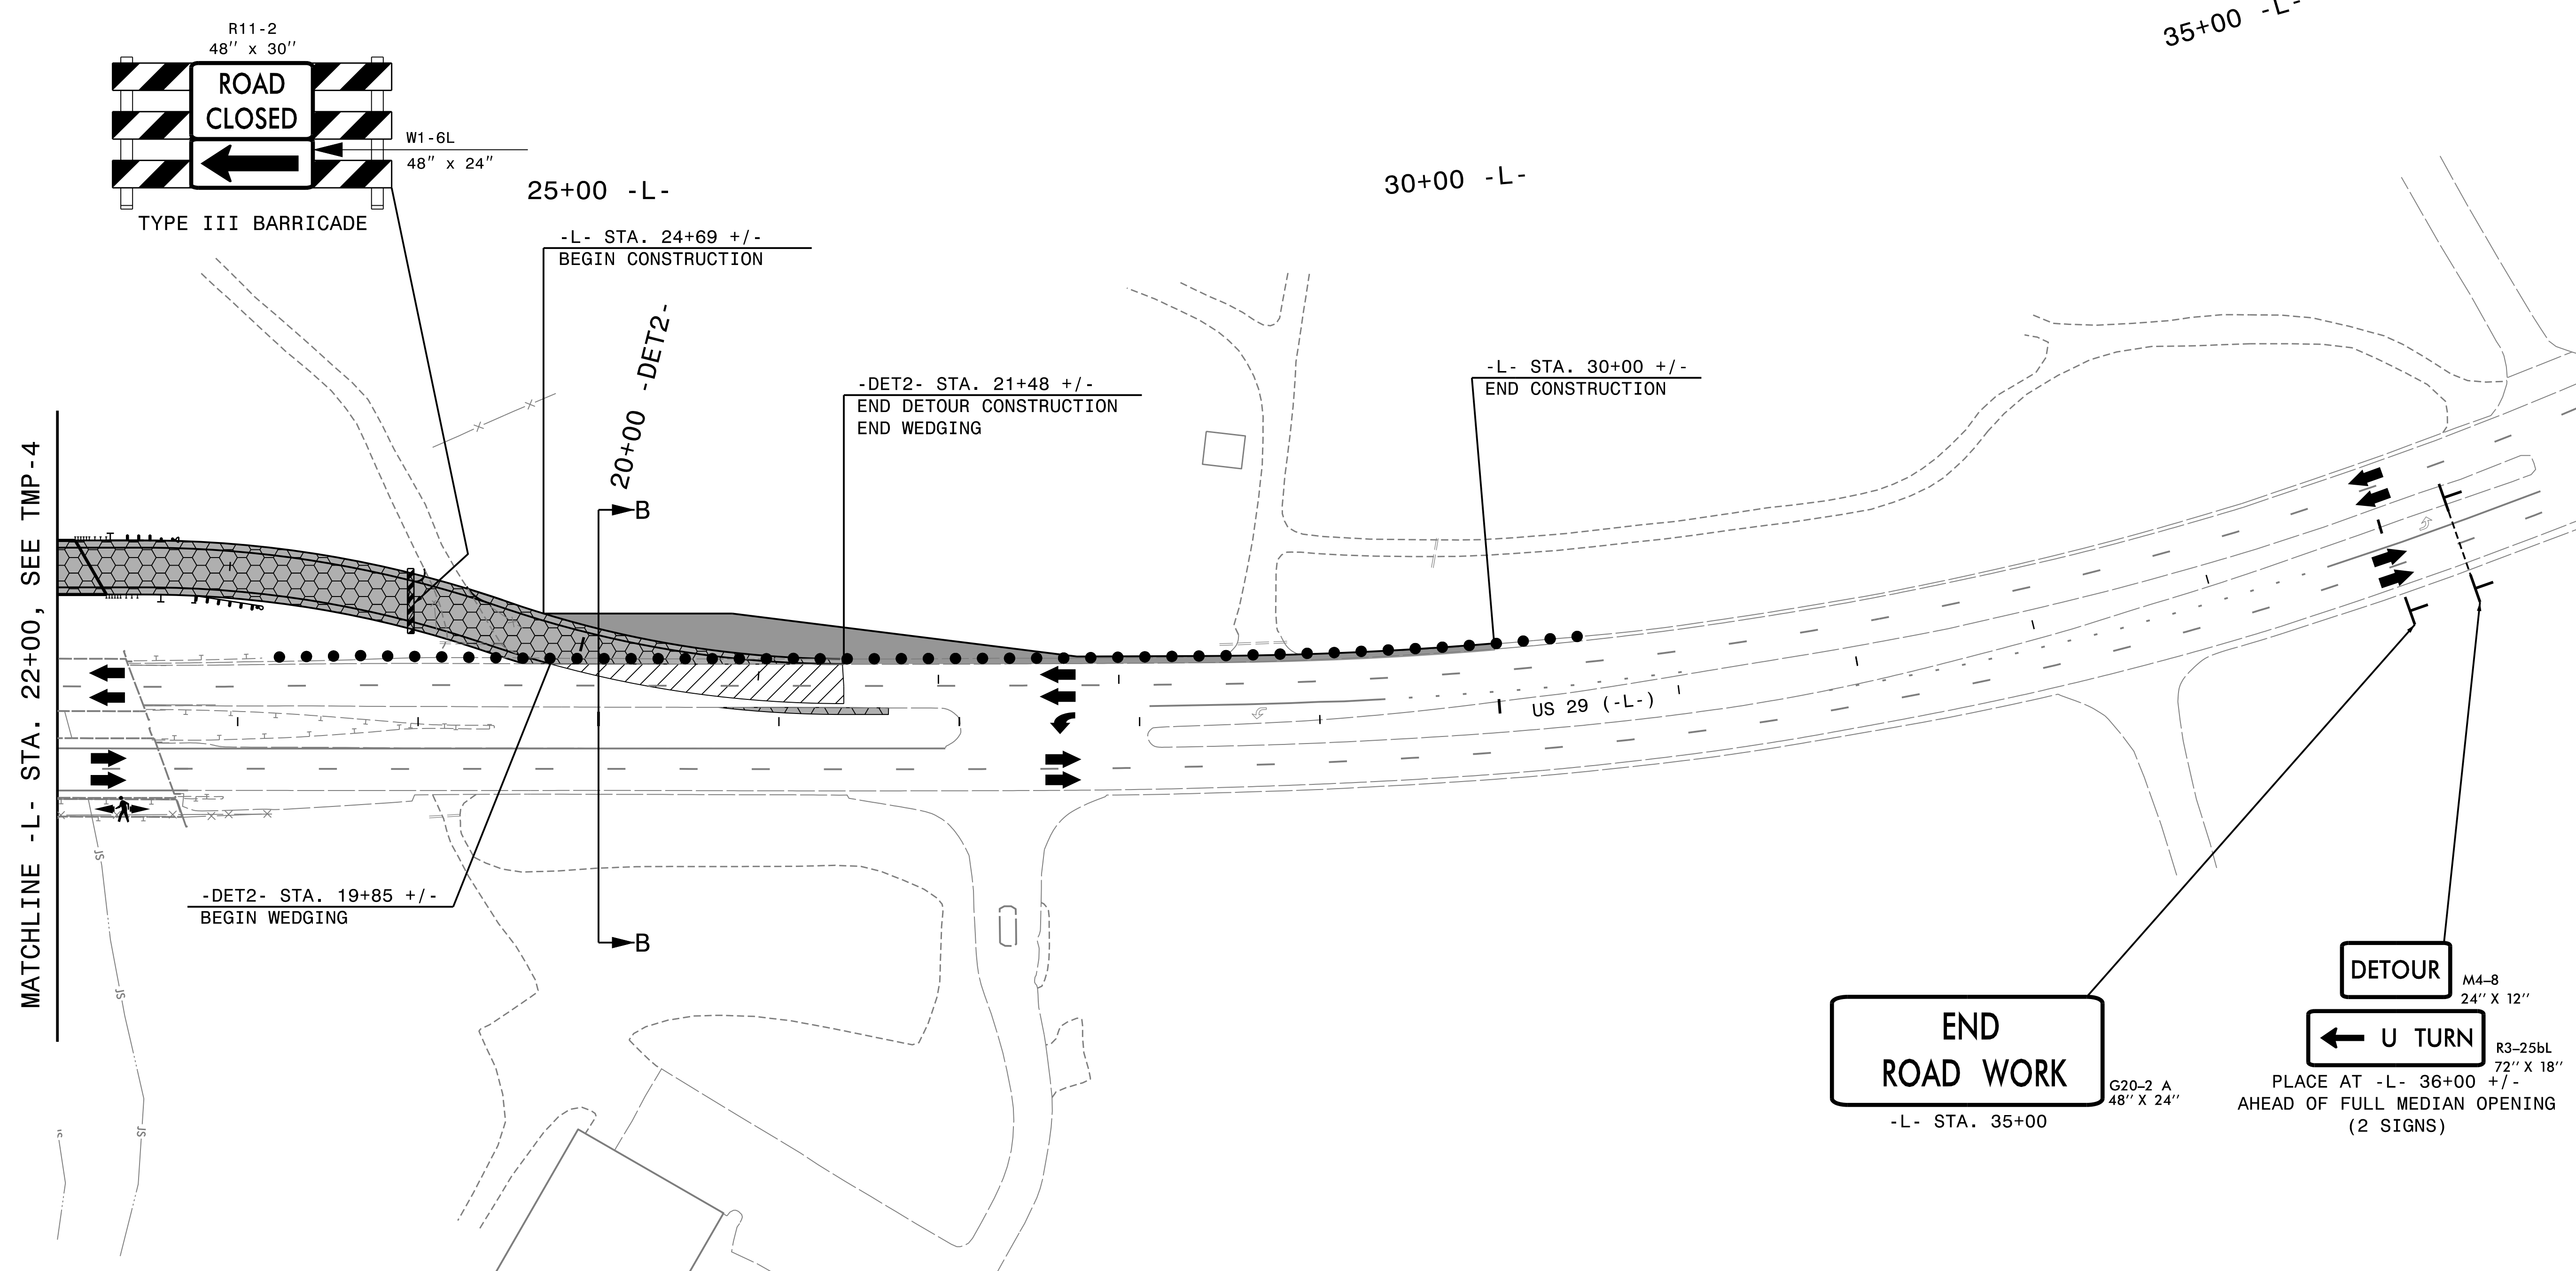 35+00 -L-
R11-2
48" x 30"
ROAD
CLOSED
W1-6L
48" x 24"
TYPE III BARRICADE
25+00 -L-
30+00 -L-
-L- STA. 24+69 +/-
BEGIN CONSTRUCTION
20+00 -DET2-
-DET2- STA. 21+48 +/-
END DETOUR CONSTRUCTION
END WEDGING
-L- STA. 30+00 +/-
END CONSTRUCTION
MATCHLINE -L- STA. 22+00, SEE TMP-4
B
US 29 (-L-)
-DET2- STA. 19+85 +/-
BEGIN WEDGING
B
JS
JS
JS
END
ROAD WORK
G20-2 A
48" X 24"
-L- STA. 35+00
DETOUR
M4-8
24" X 12"
U TURN
R3-25bL
72" X 18"
PLACE AT -L- 36+00 +/-
AHEAD OF FULL MEDIAN OPENING
(2 SIGNS)